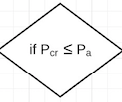 if Pcr ≤ Pa